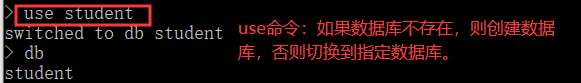 > use student
switched to db student
> db
student
use命令：如果数据库不存在，则创建数据
库，否则切换到指定数据库。